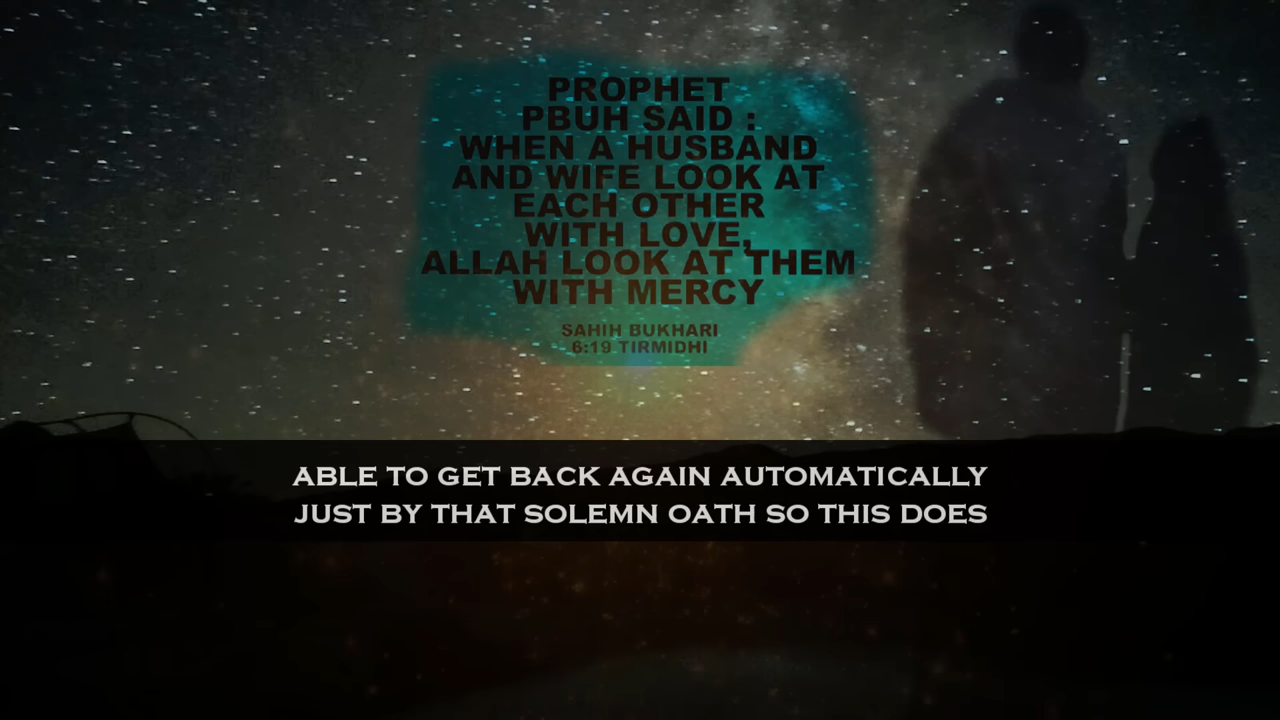 PROPHET
PBUH SAID :
WHEN A HUSBAND
AND WIFE LOOK AT
EACH OTHER
WITH LOVE,
ALLAH LOOK AT THEM
WITH MERCY
SAHIH BUKHARI
6:19 TIRMIDHI
ABLE TO GET BACK AGAIN AUTOMATICALLY
JUST BY THAT SOLEMN OATH SO THIS DOES